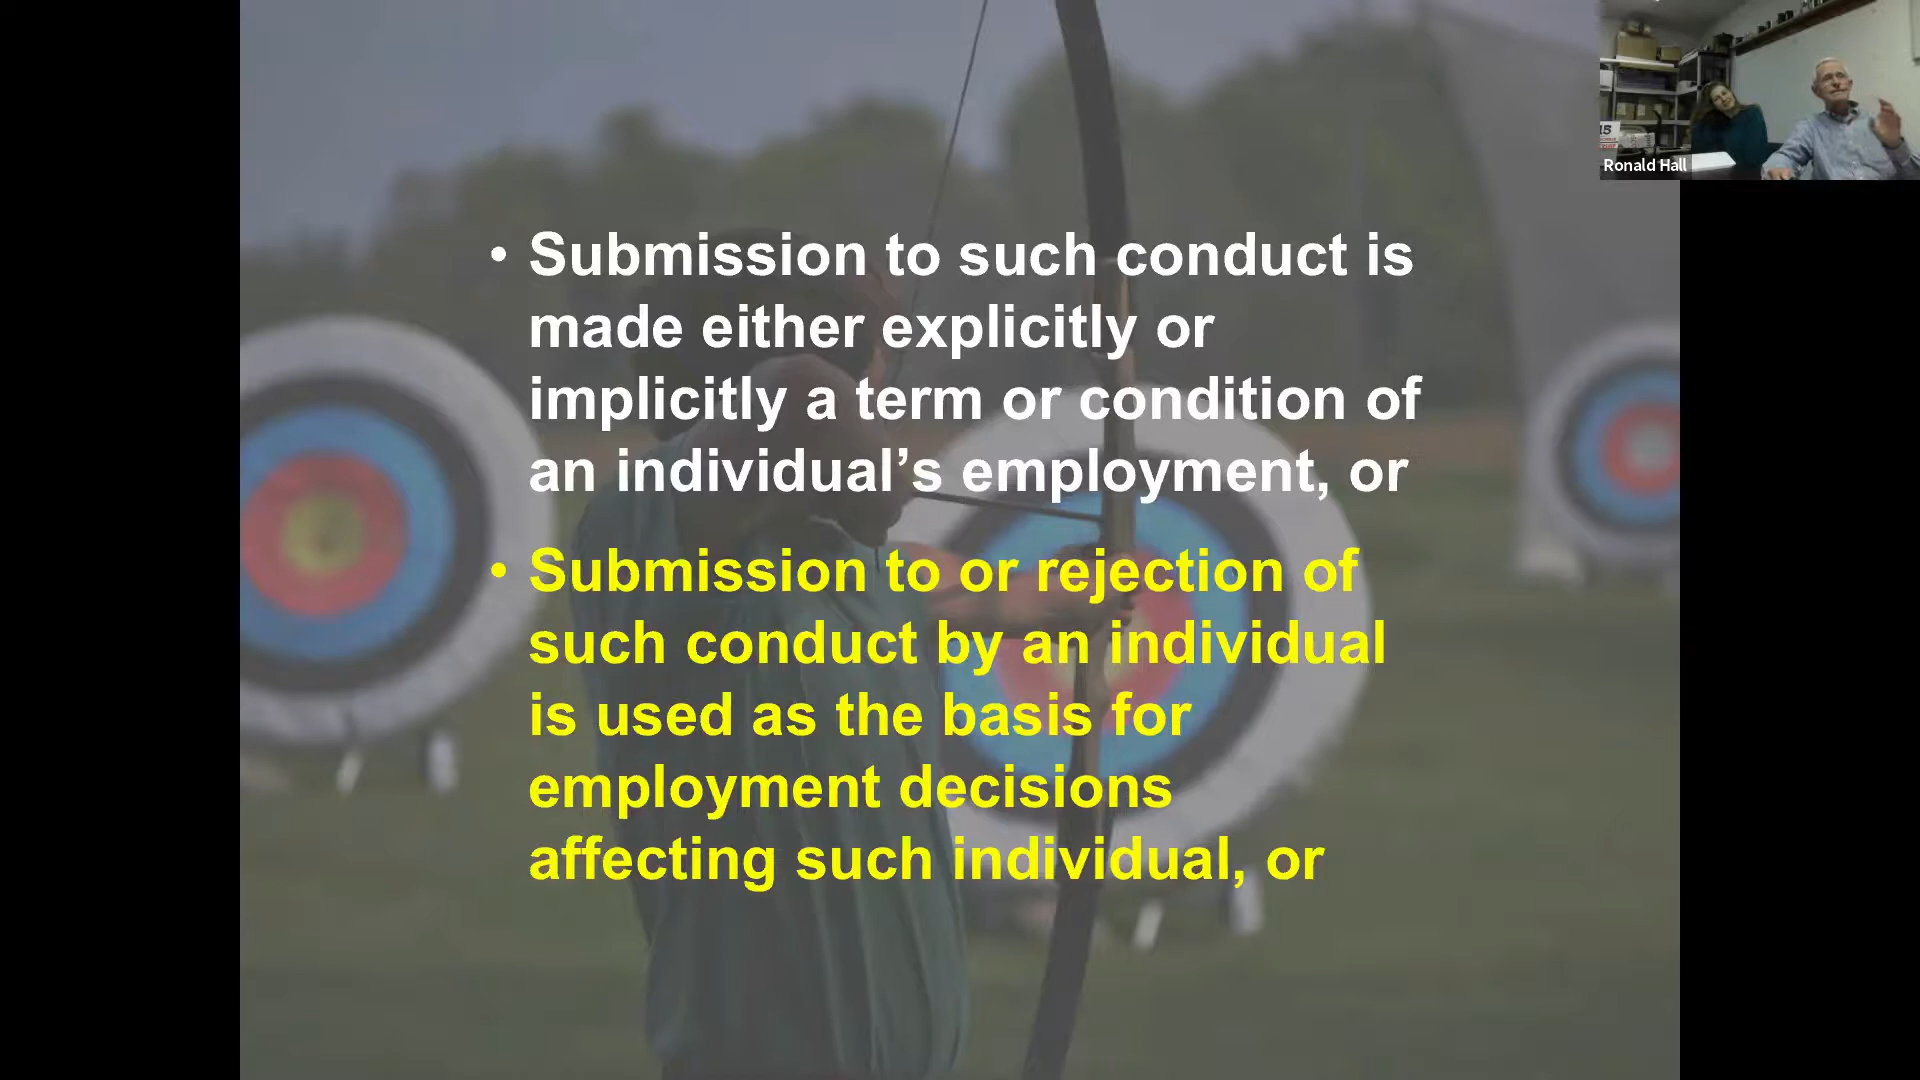 15
Ronald Hall
• Submission to such conduct is
made either explicitly or
implicitly a term or condition of
an individual’s employment, or
• Submission to or rejection of
such conduct by an individual
is used as the basis for
employment decisions
affecting such individual, or